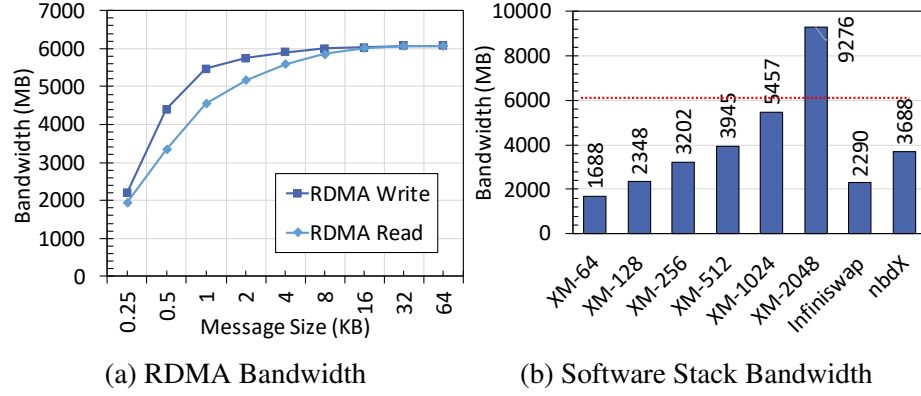 7000
6000
5000
4000
3000
2000
1000
0
Bandwidth (MB)
RDMA Write
RDMA Read
0.25
0.5
1
2
4
8
16
32
64
Message Size (KB)
(a) RDMA Bandwidth
10000
8000
6000
4000
2000
0
Bandwidth (MB)
1688
2348
3202
3945
5457
9276
2290
3688
XM-64
XM-128
XM-256
XM-512
XM-1024
XM-2048
Infiniswap
nbdX
(b) Software Stack Bandwidth